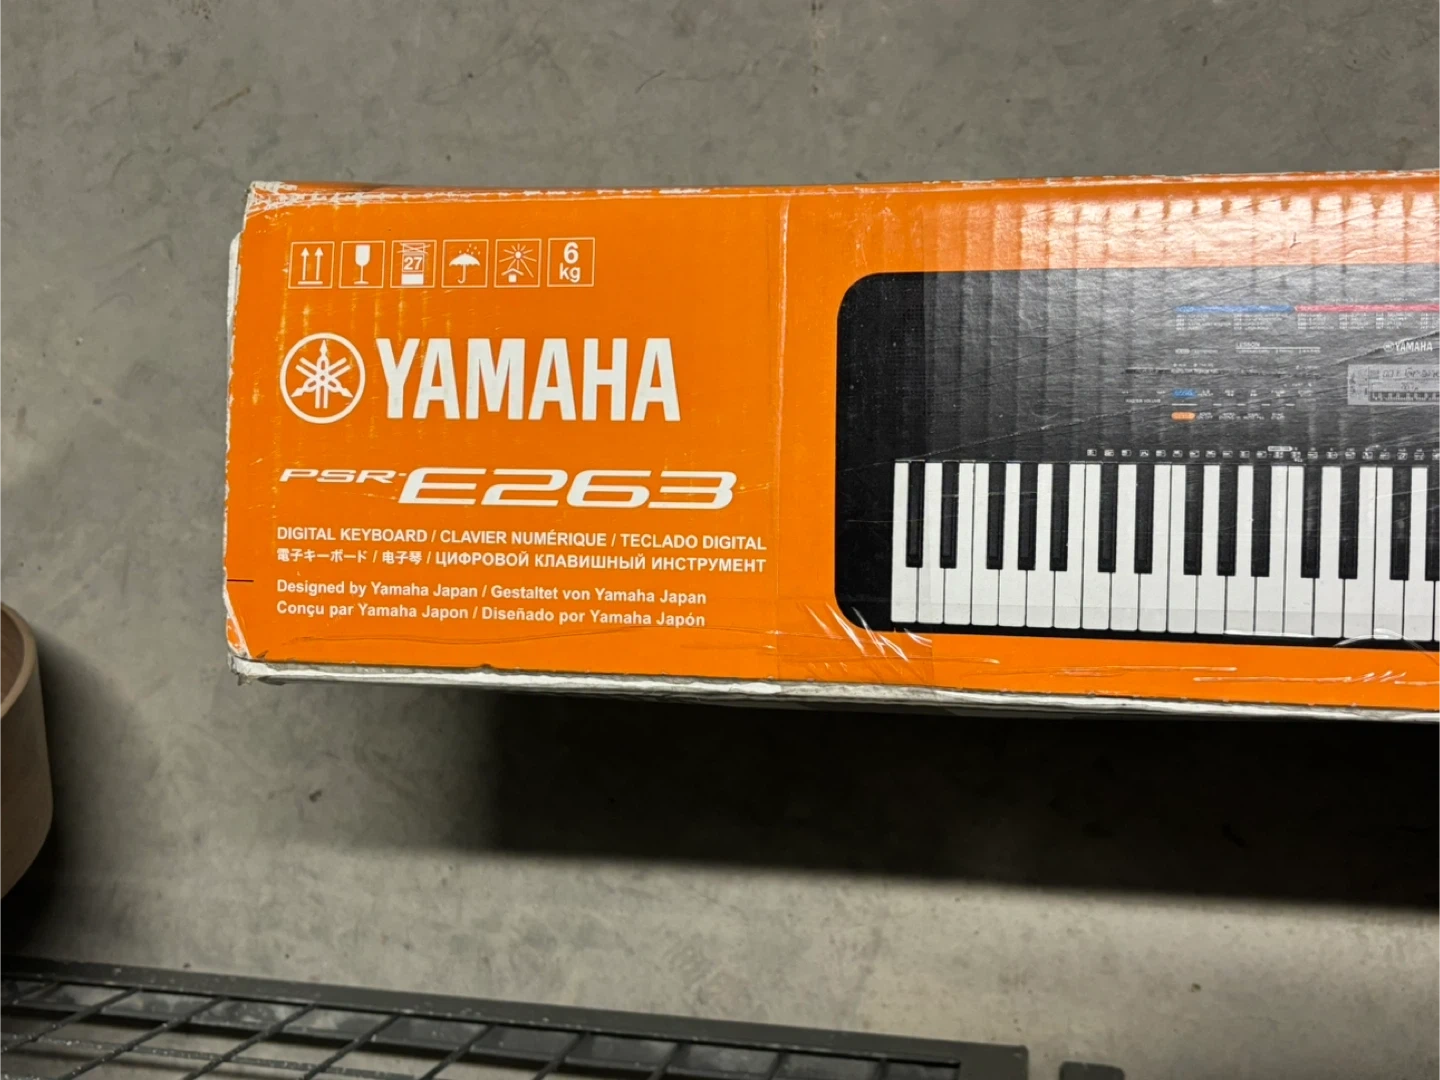 27
6
kg
YAMAHA
PSR-E263
DIGITAL KEYBOARD / CLAVIER NUMÉRIQUE / TECLADO DIGITAL
電子キーボード / 电子琴 / ЦИФРОВОЙ КЛАВИШНЫЙ ИНСТРУМЕНТ
Designed by Yamaha Japan / Gestaltet von Yamaha Japan
Conçu par Yamaha Japon / Diseñado por Yamaha Japón
LESSON
YAMAHA